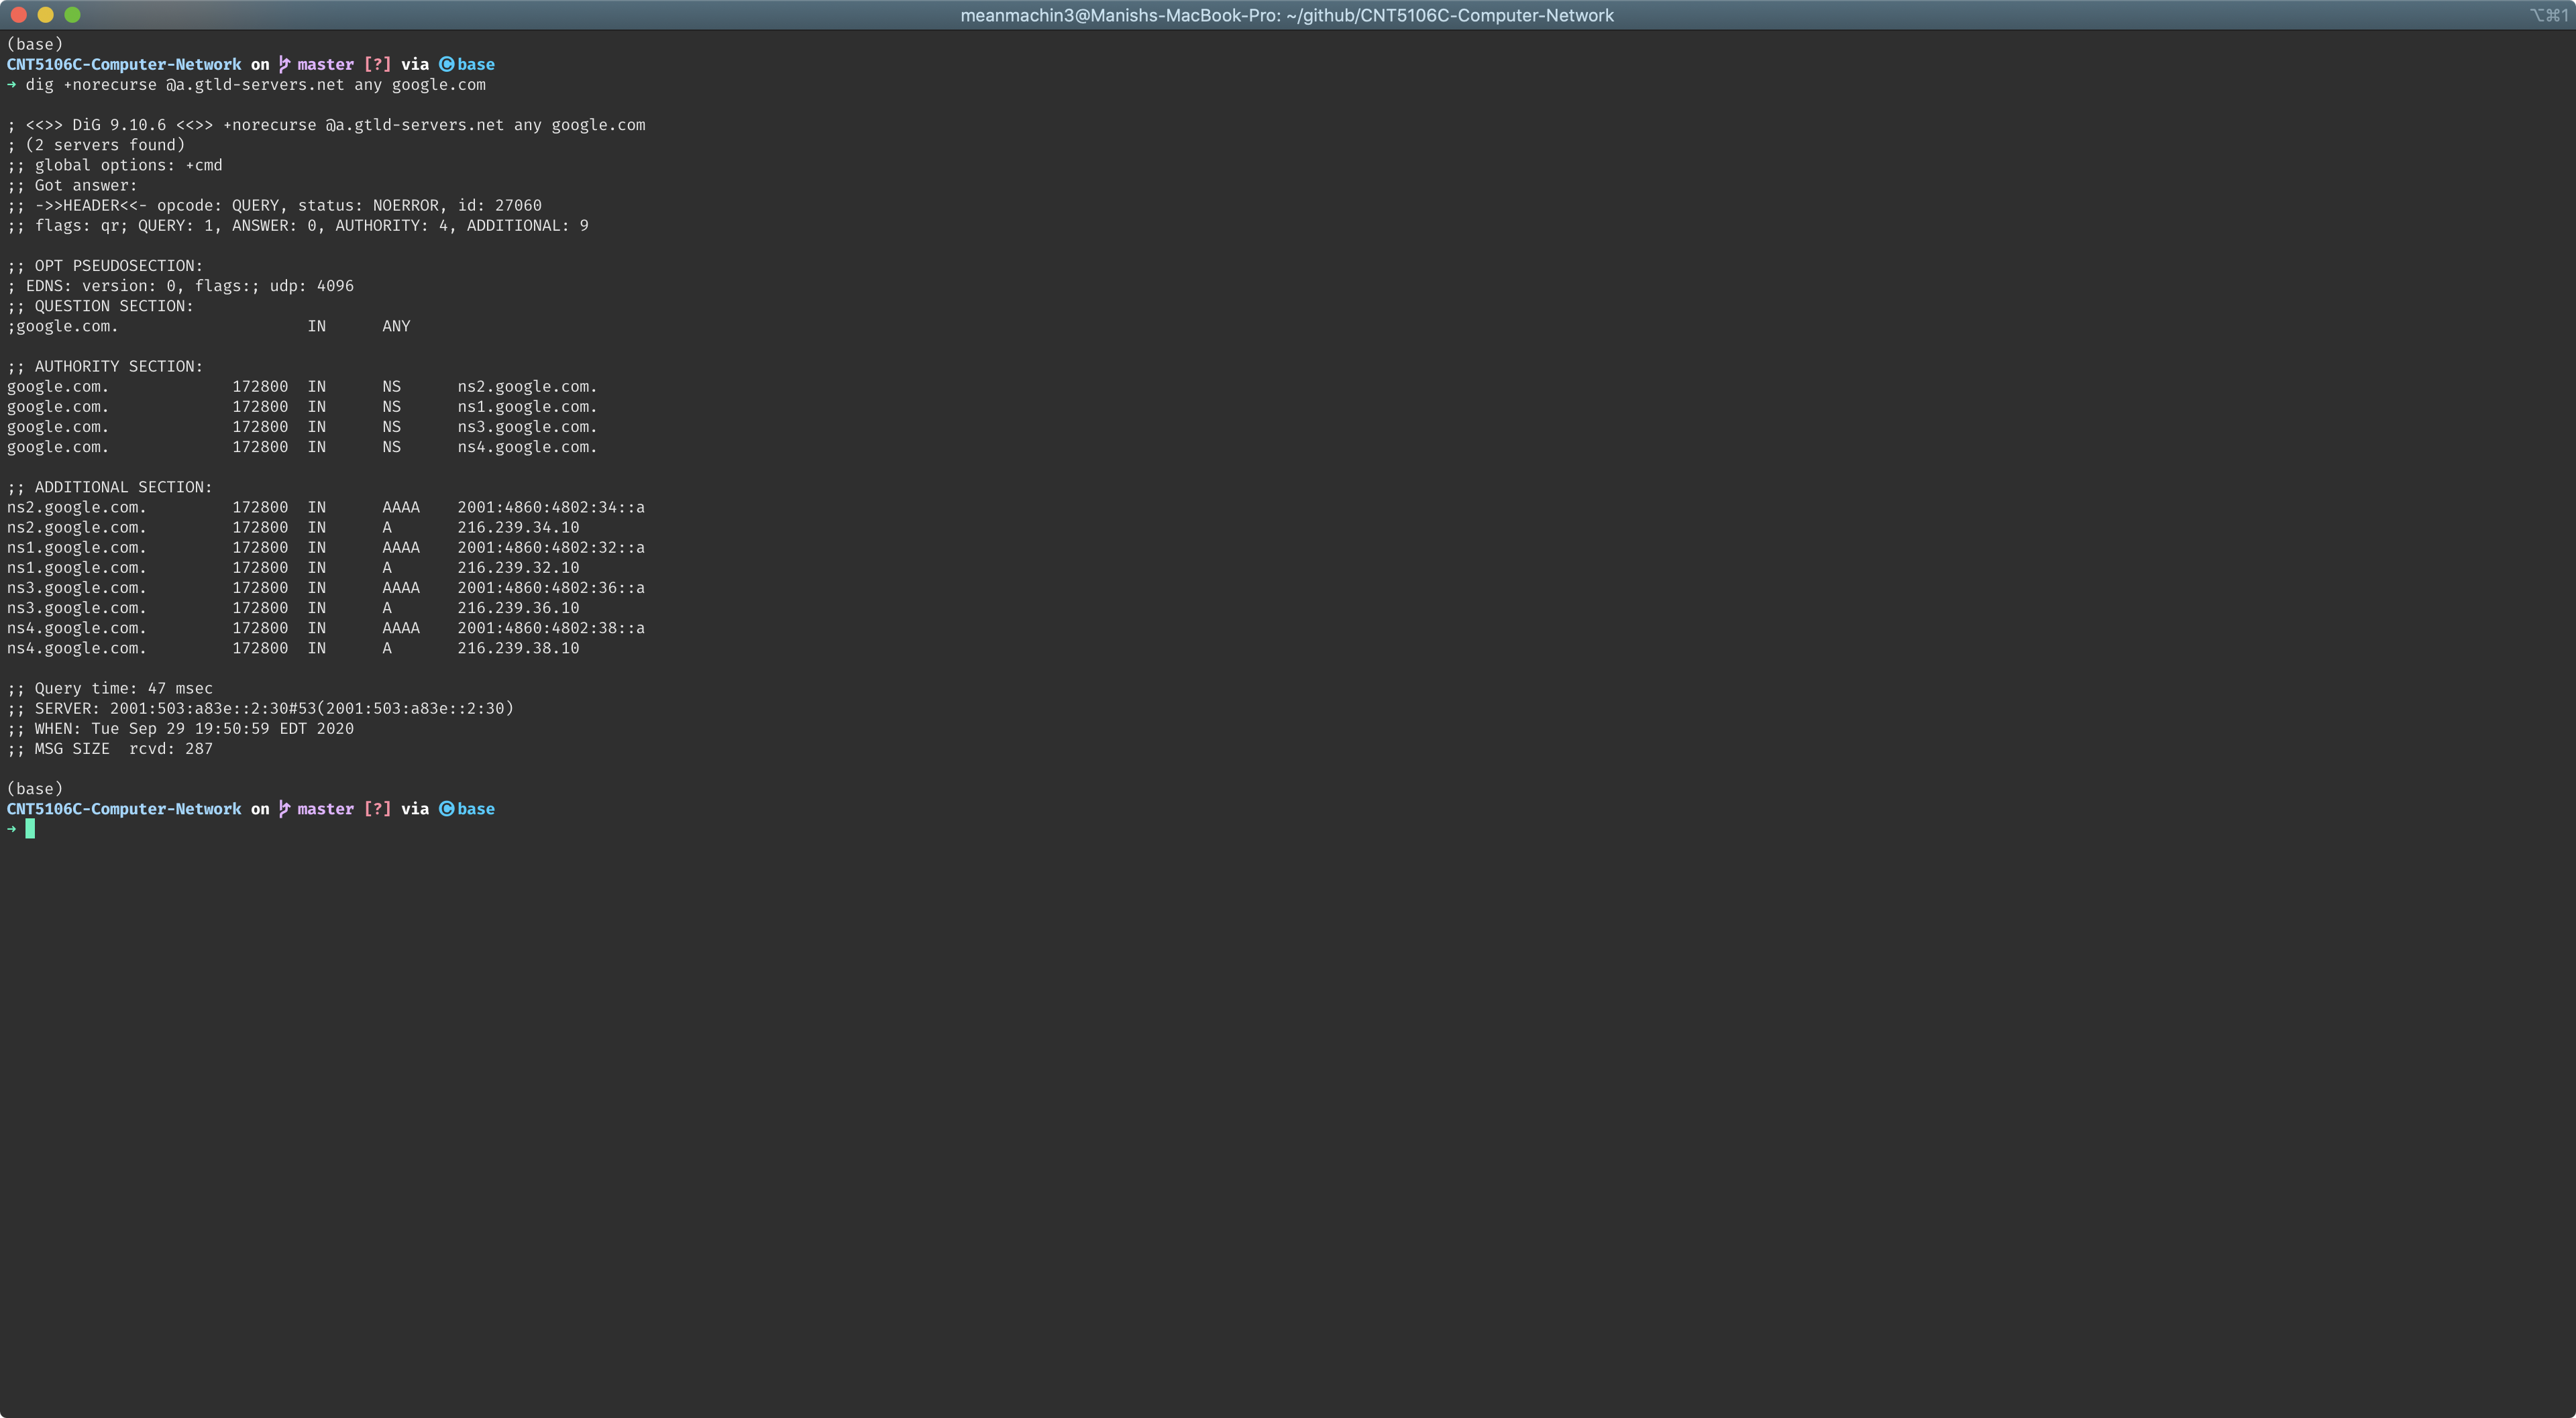 meanmachin3@Manishs-MacBook-Pro: ~/github/CNT5106C-Computer-Network ⌥⌘1
(base)
CNT5106C-Computer-Network on master [?] via Ⓒ base
➜ dig +norecurse @a.gtld-servers.net any google.com

; <<>> DiG 9.10.6 <<>> +norecurse @a.gtld-servers.net any google.com
; (2 servers found)
;; global options: +cmd
;; Got answer:
;; ->>HEADER<<- opcode: QUERY, status: NOERROR, id: 27060
;; flags: qr; QUERY: 1, ANSWER: 0, AUTHORITY: 4, ADDITIONAL: 9

;; OPT PSEUDOSECTION:
; EDNS: version: 0, flags:; udp: 4096
;; QUESTION SECTION:
;google.com. IN ANY

;; AUTHORITY SECTION:
google.com. 172800 IN NS ns2.google.com.
google.com. 172800 IN NS ns1.google.com.
google.com. 172800 IN NS ns3.google.com.
google.com. 172800 IN NS ns4.google.com.

;; ADDITIONAL SECTION:
ns2.google.com. 172800 IN AAAA 2001:4860:4802:34::a
ns2.google.com. 172800 IN A 216.239.34.10
ns1.google.com. 172800 IN AAAA 2001:4860:4802:32::a
ns1.google.com. 172800 IN A 216.239.32.10
ns3.google.com. 172800 IN AAAA 2001:4860:4802:36::a
ns3.google.com. 172800 IN A 216.239.36.10
ns4.google.com. 172800 IN AAAA 2001:4860:4802:38::a
ns4.google.com. 172800 IN A 216.239.38.10

;; Query time: 47 msec
;; SERVER: 2001:503:a83e::2:30#53(2001:503:a83e::2:30)
;; WHEN: Tue Sep 29 19:50:59 EDT 2020
;; MSG SIZE  rcvd: 287

(base)
CNT5106C-Computer-Network on master [?] via Ⓒ base
➜